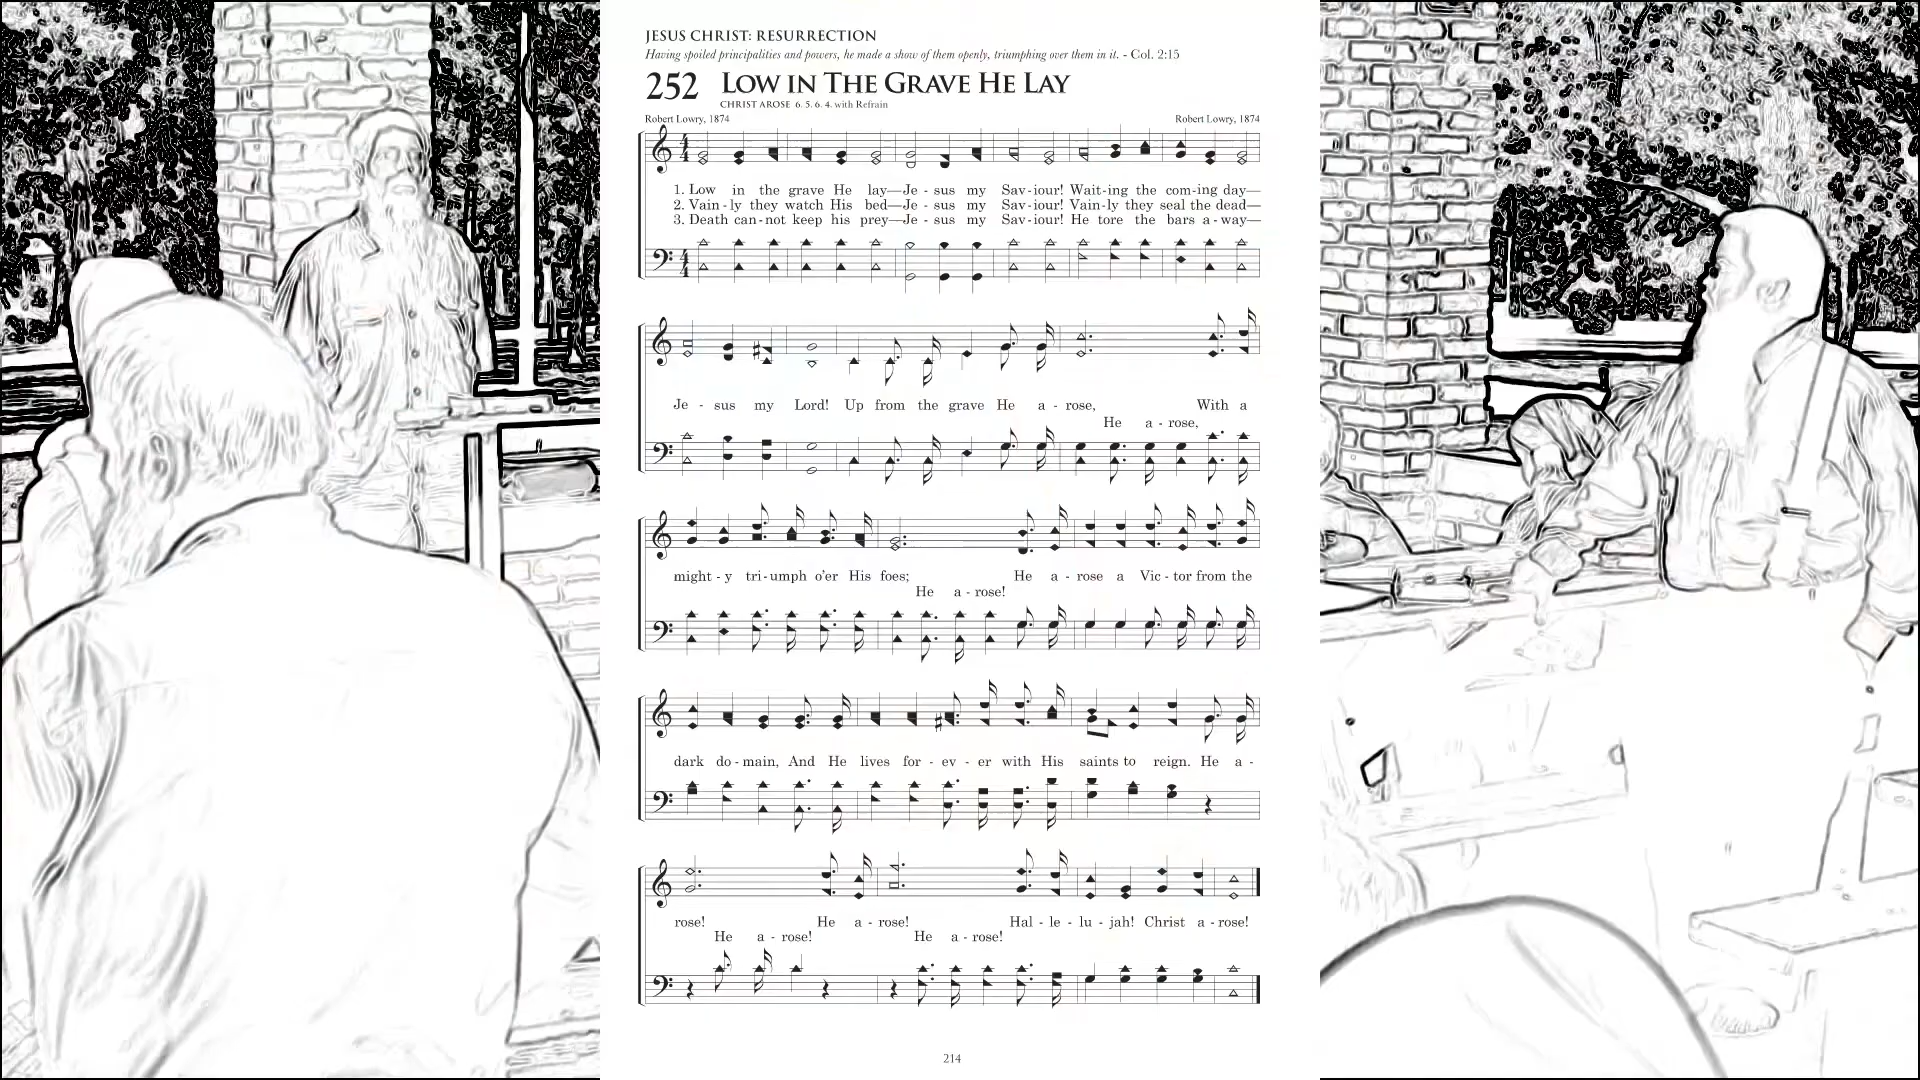 JESUS CHRIST: RESURRECTION
Having spoiled principalities and powers, he made a show of them openly, triumphing over them in it. - Col. 2:15
252 LOW IN THE GRAVE HE LAY
CHRIST AROSE 6. 5. 6. 4. with Refrain
Robert Lowry, 1874 Robert Lowry, 1874
1. Low in the grave He lay—Je - sus my Sav-iour! Wait-ing the com-ing day—
2. Vain-ly they watch His bed—Je - sus my Sav-iour! Vain-ly they seal the dead—
3. Death can-not keep his prey—Je - sus my Sav-iour! He tore the bars a-way—
Je - sus my Lord! Up from the grave He a - rose, With a
He a - rose,
might - y tri-umph o'er His foes; He a - rose a Vic - tor from the
He a - rose!
dark do - main, And He lives for - ev - er with His saints to reign. He a -
rose! He a - rose! Hal - le - lu - jah! Christ a - rose!
He a - rose! He a - rose!
214